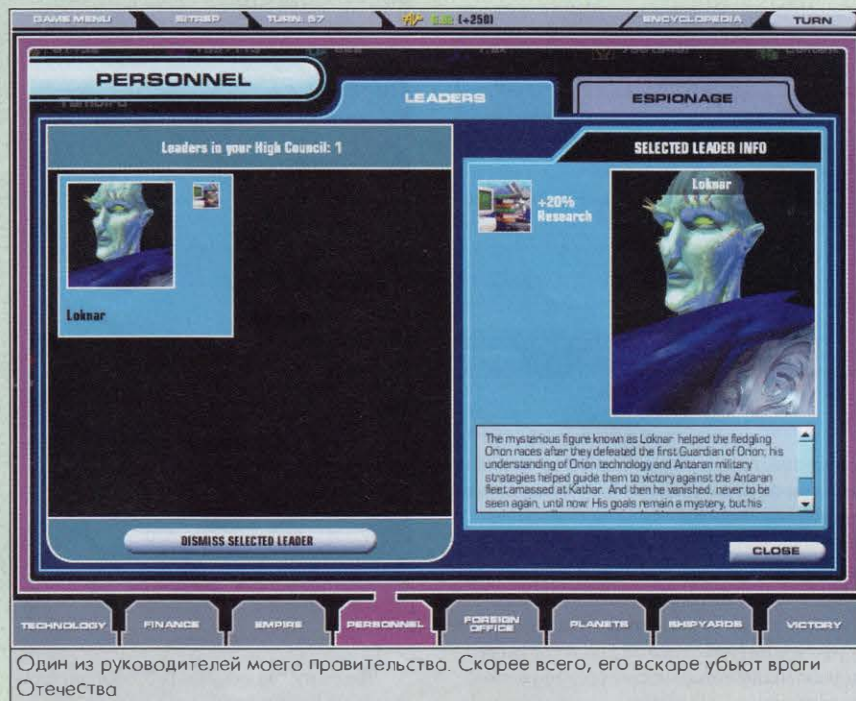 GAME MENU
SITREP
TURN: 57
(+250)
ENCYCLOPEDIA
TURN
PERSONNEL
LEADERS
ESPIONAGE
Leaders in your High Council: 1
Loknar
DISMISS SELECTED LEADER
SELECTED LEADER INFO
+20%
Research
Loknar
The mysterious figure known as Loknar helped the fledgling
Orion races after they defeated the first Guardian of Orion; his
understanding of Orion technology and Antaran military
strategies helped guide them to victory against the Antaran
fleet amassed at Kathar. And then he vanished, never to be
seen again, until now. His goals remain a mystery, but his
CLOSE
TECHNOLOGY
FINANCE
EMPIRE
PERSONNEL
FOREIGN
OFFICE
PLANETS
SHIPYARDS
VICTORY
Один из руководителей моего правительства. Скорее всего, его вскаре убьют враги
Отечества